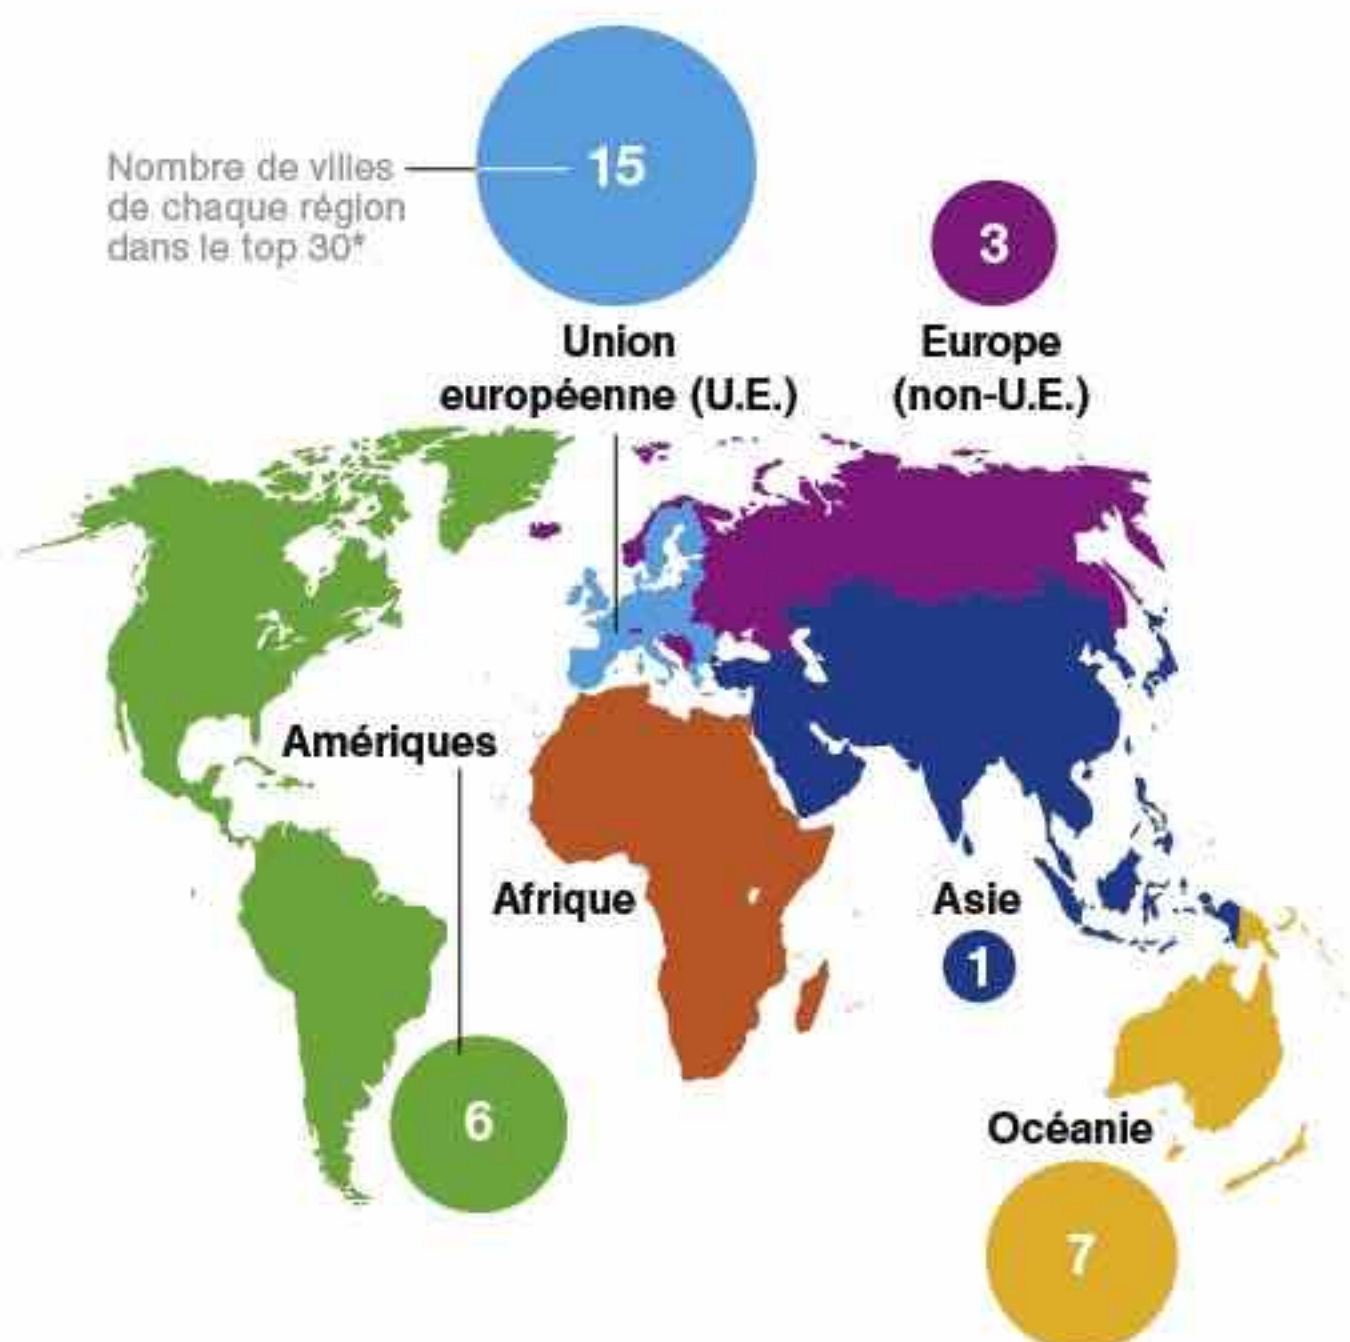 15
Nombre de villes
de chaque région
dans le top 30*
3
Union
européenne (U.E.)
Europe
(non-U.E.)
Amériques
Afrique
Asie
1
6
Océanie
7